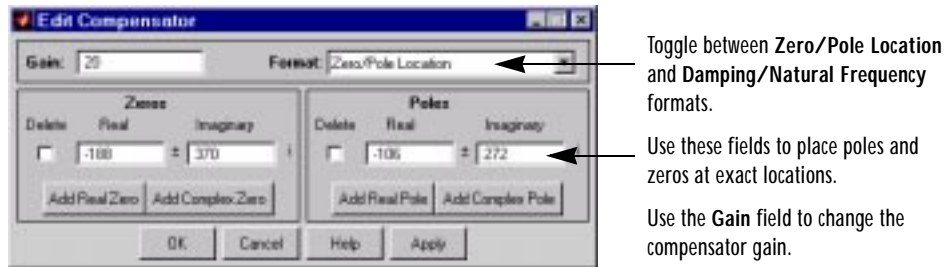 Edit Compensator
Gain: 20 Format: Zero/Pole Location
Zeros Poles
Delete Real Imaginary Delete Real Imaginary
-188 ± 370 i -106 ± 272
Add Real Zero Add Complex Zero Add Real Pole Add Complex Pole
OK Cancel Help Apply
Toggle between Zero/Pole Location
and Damping/Natural Frequency
formats.
Use these fields to place poles and
zeros at exact locations.
Use the Gain field to change the
compensator gain.